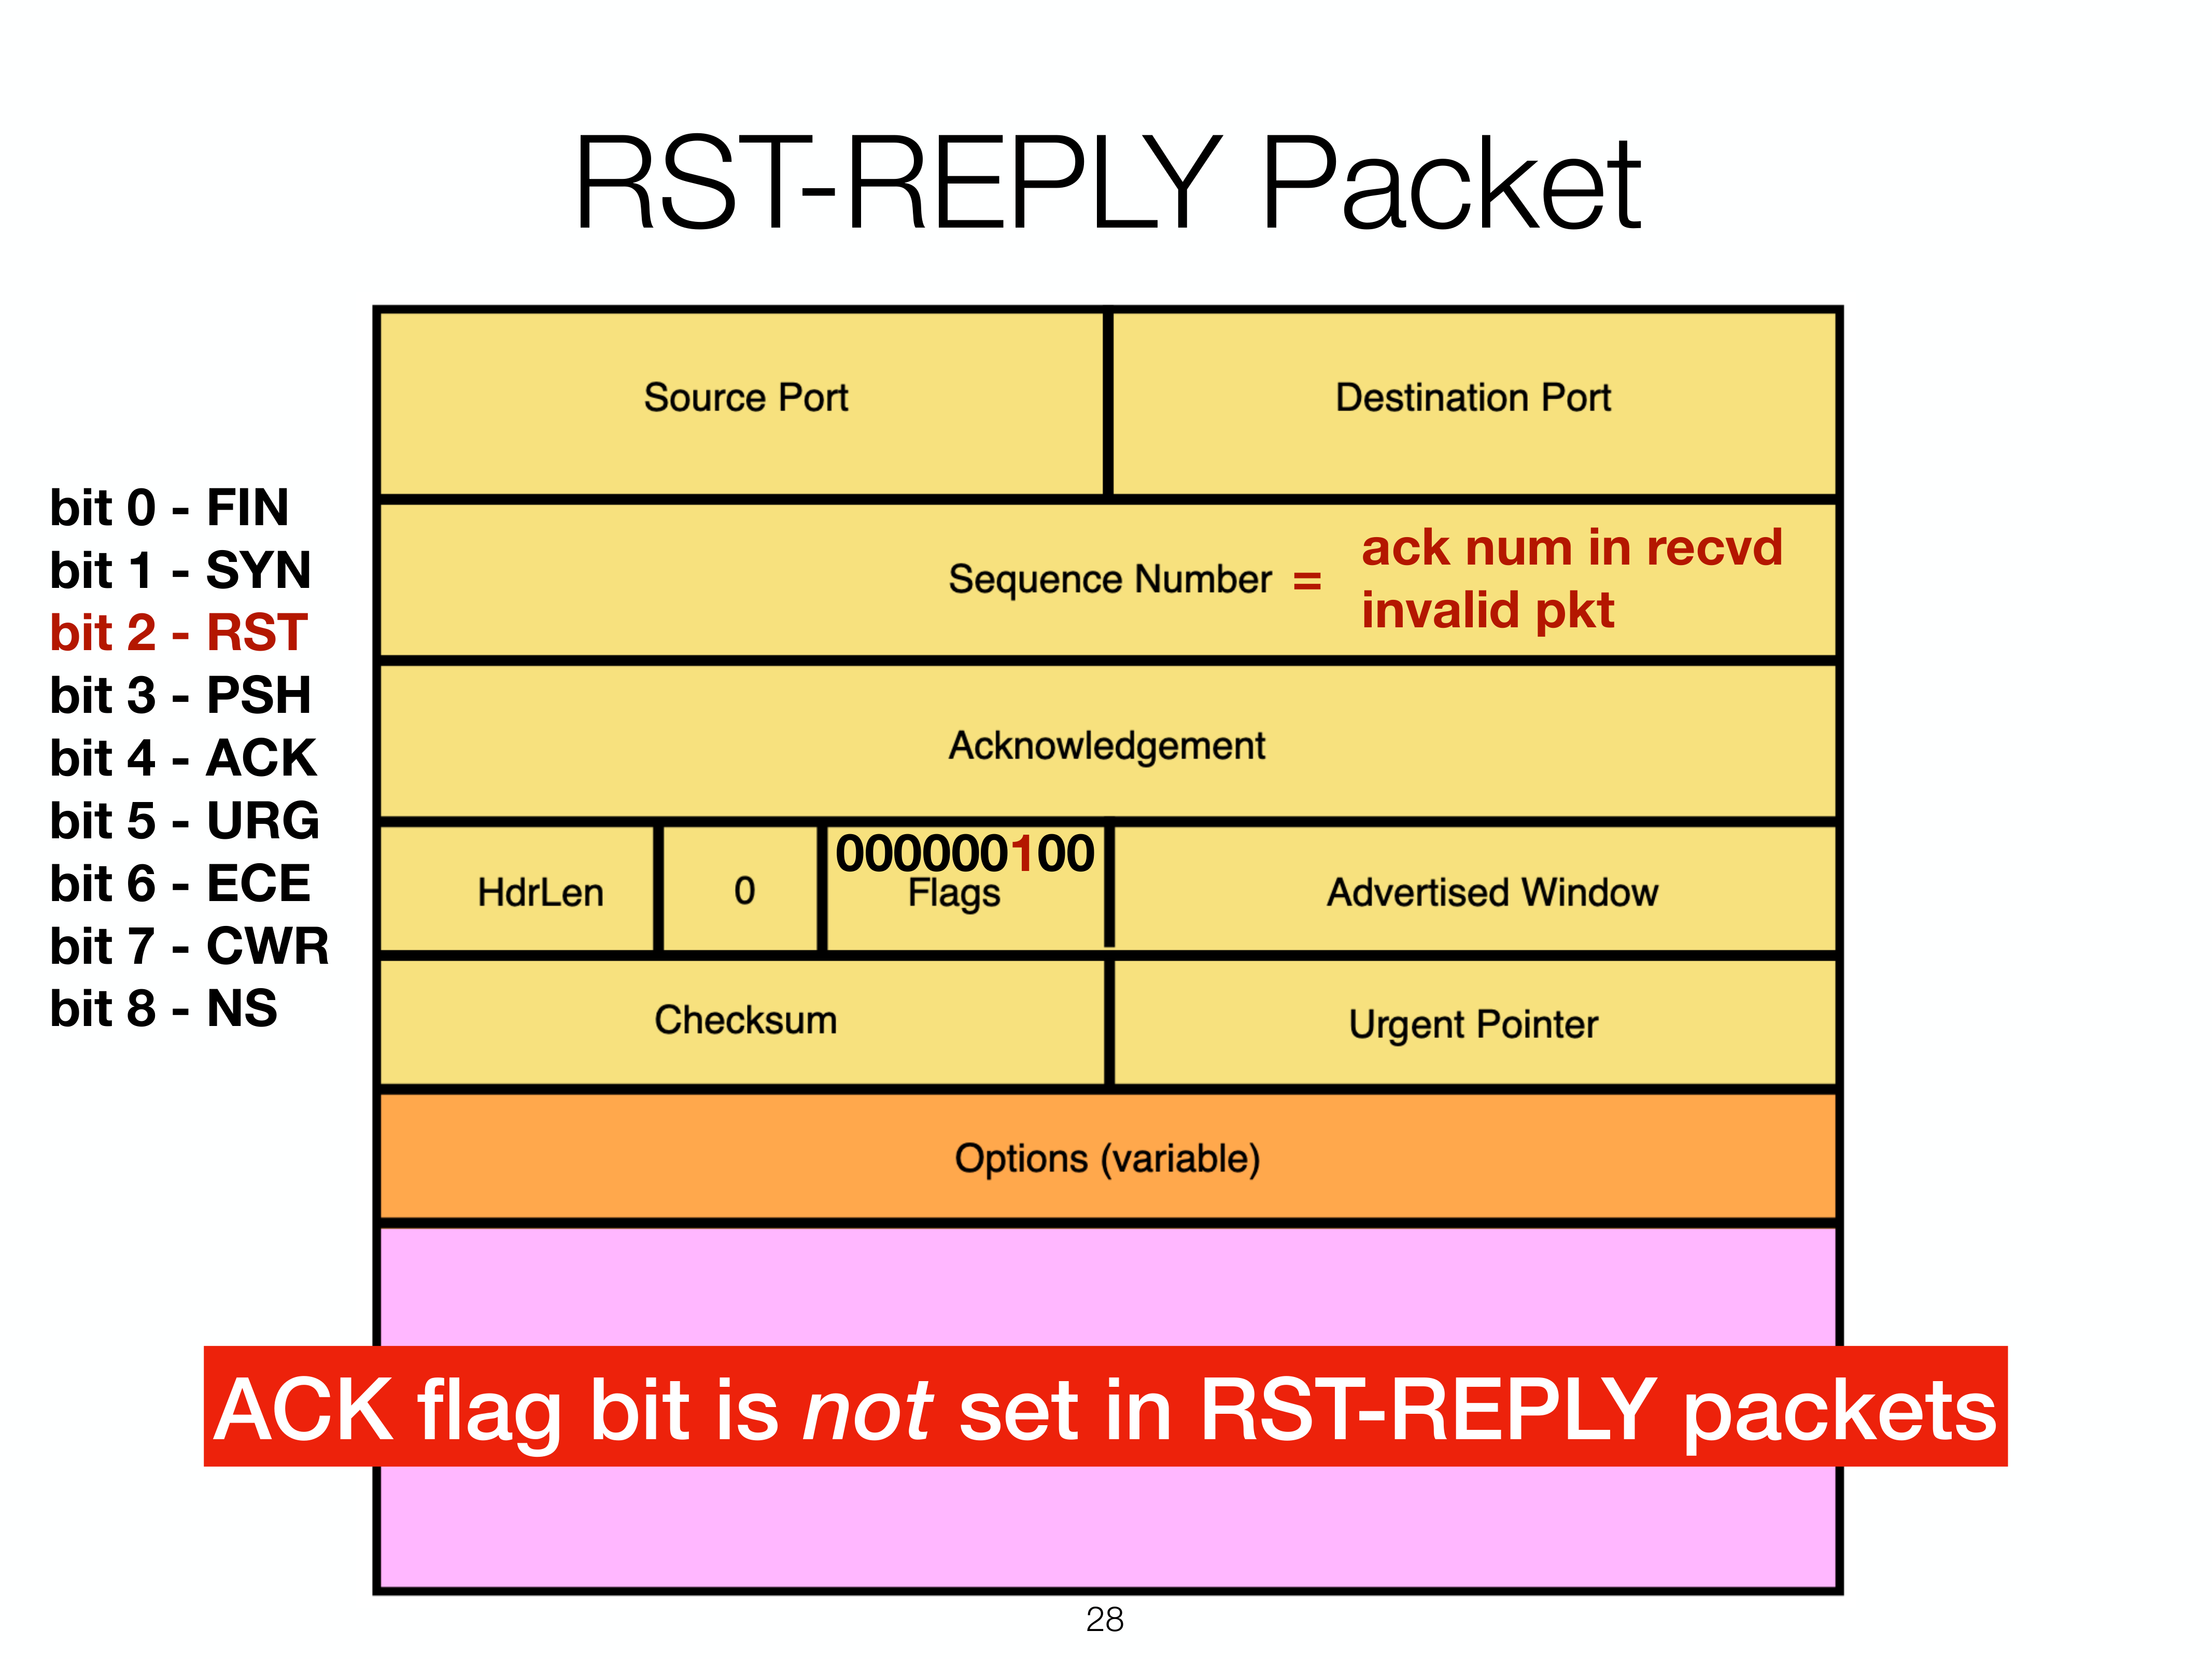 RST-REPLY Packet
Source Port
Destination Port
bit 0 - FIN
bit 1 - SYN
bit 2 - RST
bit 3 - PSH
bit 4 - ACK
bit 5 - URG
bit 6 - ECE
bit 7 - CWR
bit 8 - NS
Sequence Number =
ack num in recvd
invalid pkt
Acknowledgement
HdrLen
0
000000100
Flags
Advertised Window
Checksum
Urgent Pointer
Options (variable)
ACK flag bit is not set in RST-REPLY packets
28